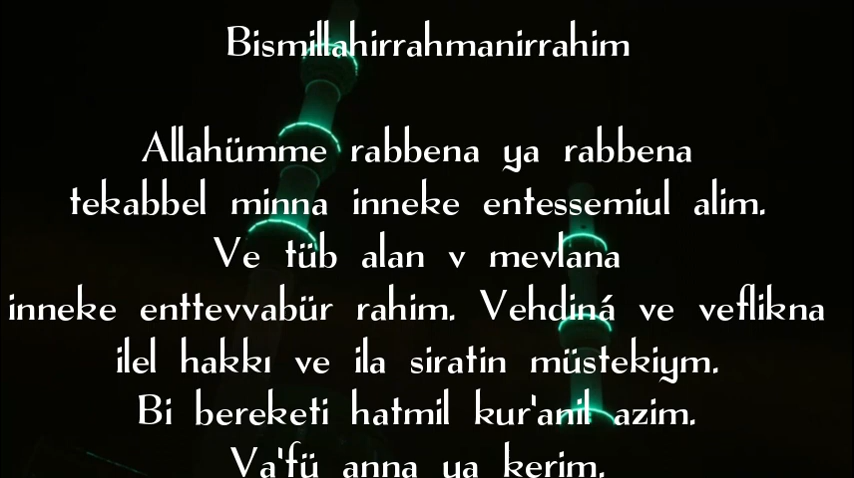 Bismillahirrahmanirrahim
Allahümme rabbena ya rabbena
tekabbel minna inneke entessemiul alim.
Ve tüb alan v mevlana
inneke enttevvabür rahim. Vehdiná ve veflikna
ilel hakkı ve ila siratin müstekiym.
Bi bereketi hatmil kur'anil azim.
Va'fü anna ya kerim.